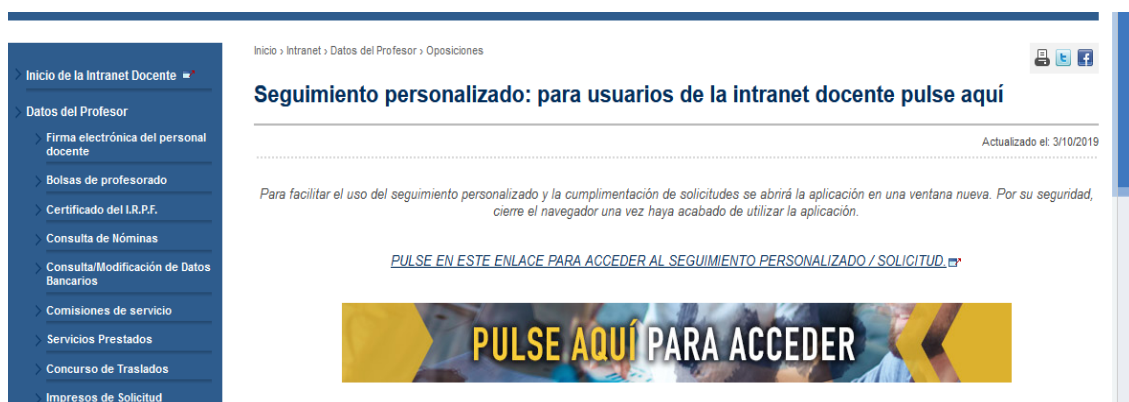 Inicio › Intranet › Datos del Profesor › Oposiciones
Inicio de la Intranet Docente
Datos del Profesor
Firma electrónica del personal
docente
Bolsas de profesorado
Certificado del I.R.P.F.
Consulta de Nóminas
Consulta/Modificación de Datos
Bancarios
Comisiones de servicio
Servicios Prestados
Concurso de Traslados
Impresos de Solicitud
Seguimiento personalizado: para usuarios de la intranet docente pulse aquí
Actualizado el: 3/10/2019
Para facilitar el uso del seguimiento personalizado y la cumplimentación de solicitudes se abrirá la aplicación en una ventana nueva. Por su seguridad,
cierre el navegador una vez haya acabado de utilizar la aplicación.
PULSE EN ESTE ENLACE PARA ACCEDER AL SEGUIMIENTO PERSONALIZADO / SOLICITUD.
PULSE AQUÍ PARA ACCEDER